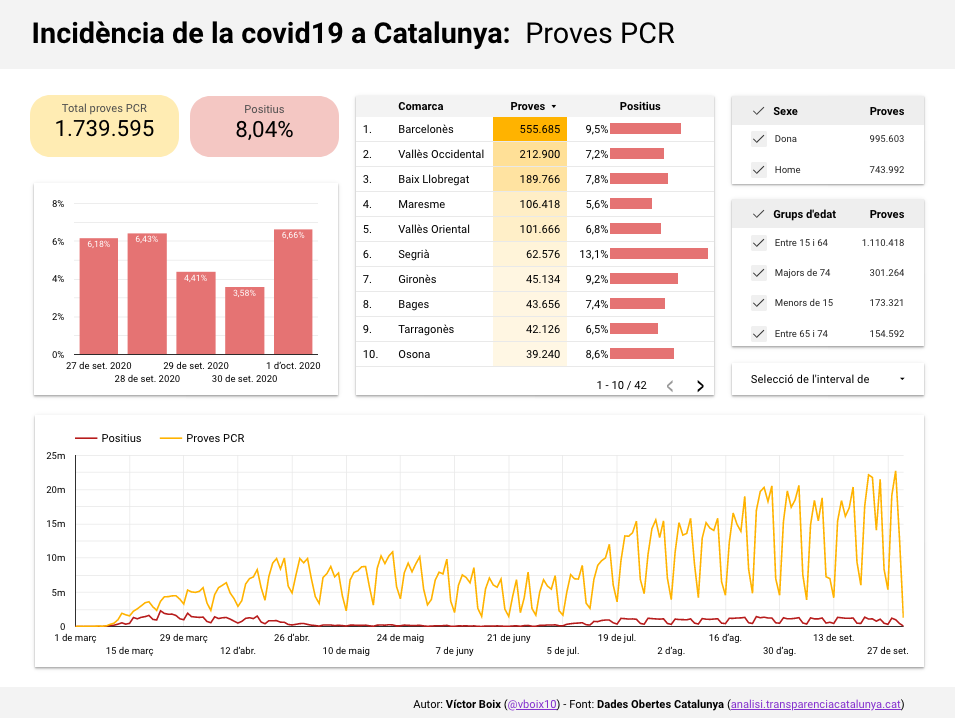 Incidència de la covid19 a Catalunya: Proves PCR
Total proves PCR
1.739.595
Positius
8,04%
8%
6%
4%
2%
0%
6,18%
6,43%
4,41%
3,58%
6,66%
27 de set. 2020
28 de set. 2020
29 de set. 2020
30 de set. 2020
1 d'oct. 2020
Comarca Proves Positius
1. Barcelonès 555.685 9,5%
2. Vallès Occidental 212.900 7,2%
3. Baix Llobregat 189.766 7,8%
4. Maresme 106.418 5,6%
5. Vallès Oriental 101.666 6,8%
6. Segrià 62.576 13,1%
7. Gironès 45.134 9,2%
8. Bages 43.656 7,4%
9. Tarragonès 42.126 6,5%
10. Osona 39.240 8,6%
1 - 10 / 42
Sexe Proves
Dona 995.603
Home 743.992
Grups d'edat Proves
Entre 15 i 64 1.110.418
Majors de 74 301.264
Menors de 15 173.321
Entre 65 i 74 154.592
Selecció de l'interval de
Positius Proves PCR
25m
20m
15m
10m
5m
0
1 de març
15 de març
29 de març
12 d'abr.
26 d'abr.
10 de maig
24 de maig
7 de juny
21 de juny
5 de jul.
19 de jul.
2 d'ag.
16 d'ag.
30 d'ag.
13 de set.
27 de set.
Autor: Víctor Boix (@vboix10) - Font: Dades Obertes Catalunya (analisi.transparenciacatalunya.cat)